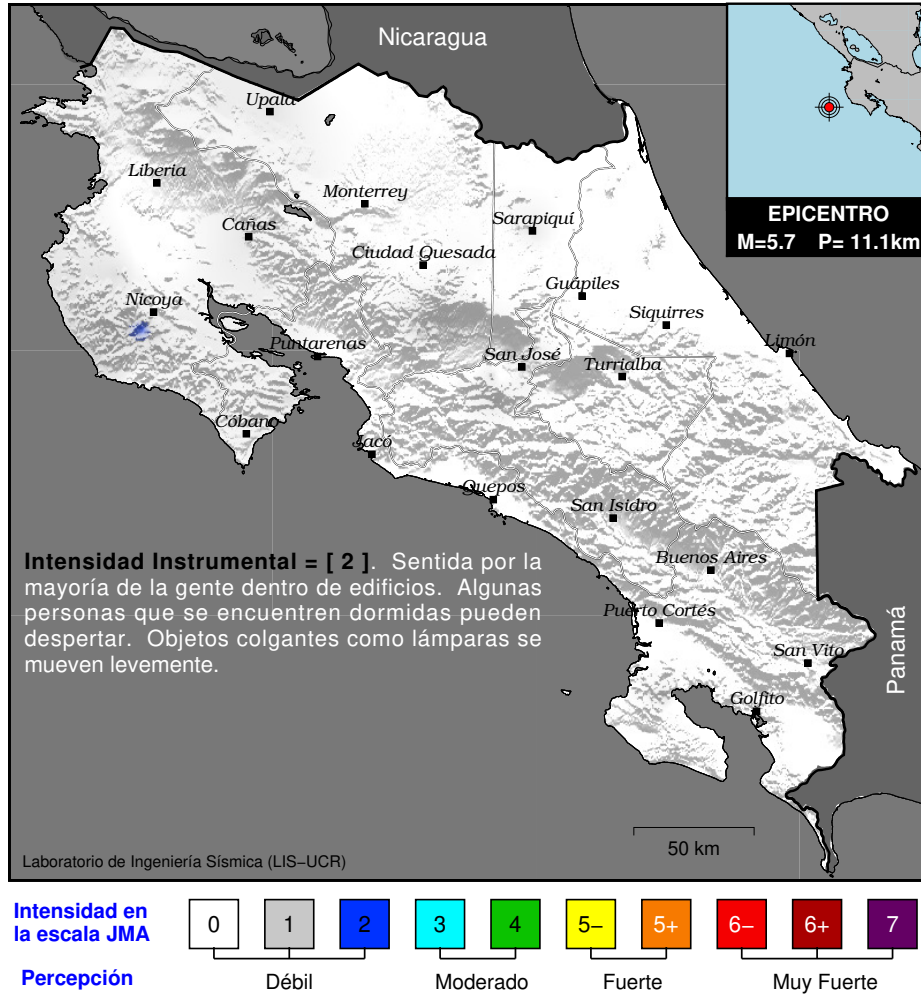 Nicaragua
EPICENTRO
M=5.7 P= 11.1km
Upala
Liberia
Monterrey
Cañas
Sarapiquí
Ciudad Quesada
Guápiles
Nicoya
Siquirres
Puntarenas
San José
Limón
Turrialba
Cóbano
Jacó
Quepos
San Isidro
Buenos Aires
Puerto Cortés
San Vito
Golfito
Panamá
Intensidad Instrumental = [ 2 ]. Sentida por la
mayoría de la gente dentro de edificios. Algunas
personas que se encuentren dormidas pueden
despertar. Objetos colgantes como lámparas se
mueven levemente.
50 km
Laboratorio de Ingeniería Sísmica (LIS−UCR)
Intensidad en
la escala JMA
0 1 2 3 4 5− 5+ 6− 6+ 7
Percepción
Débil Moderado Fuerte Muy Fuerte